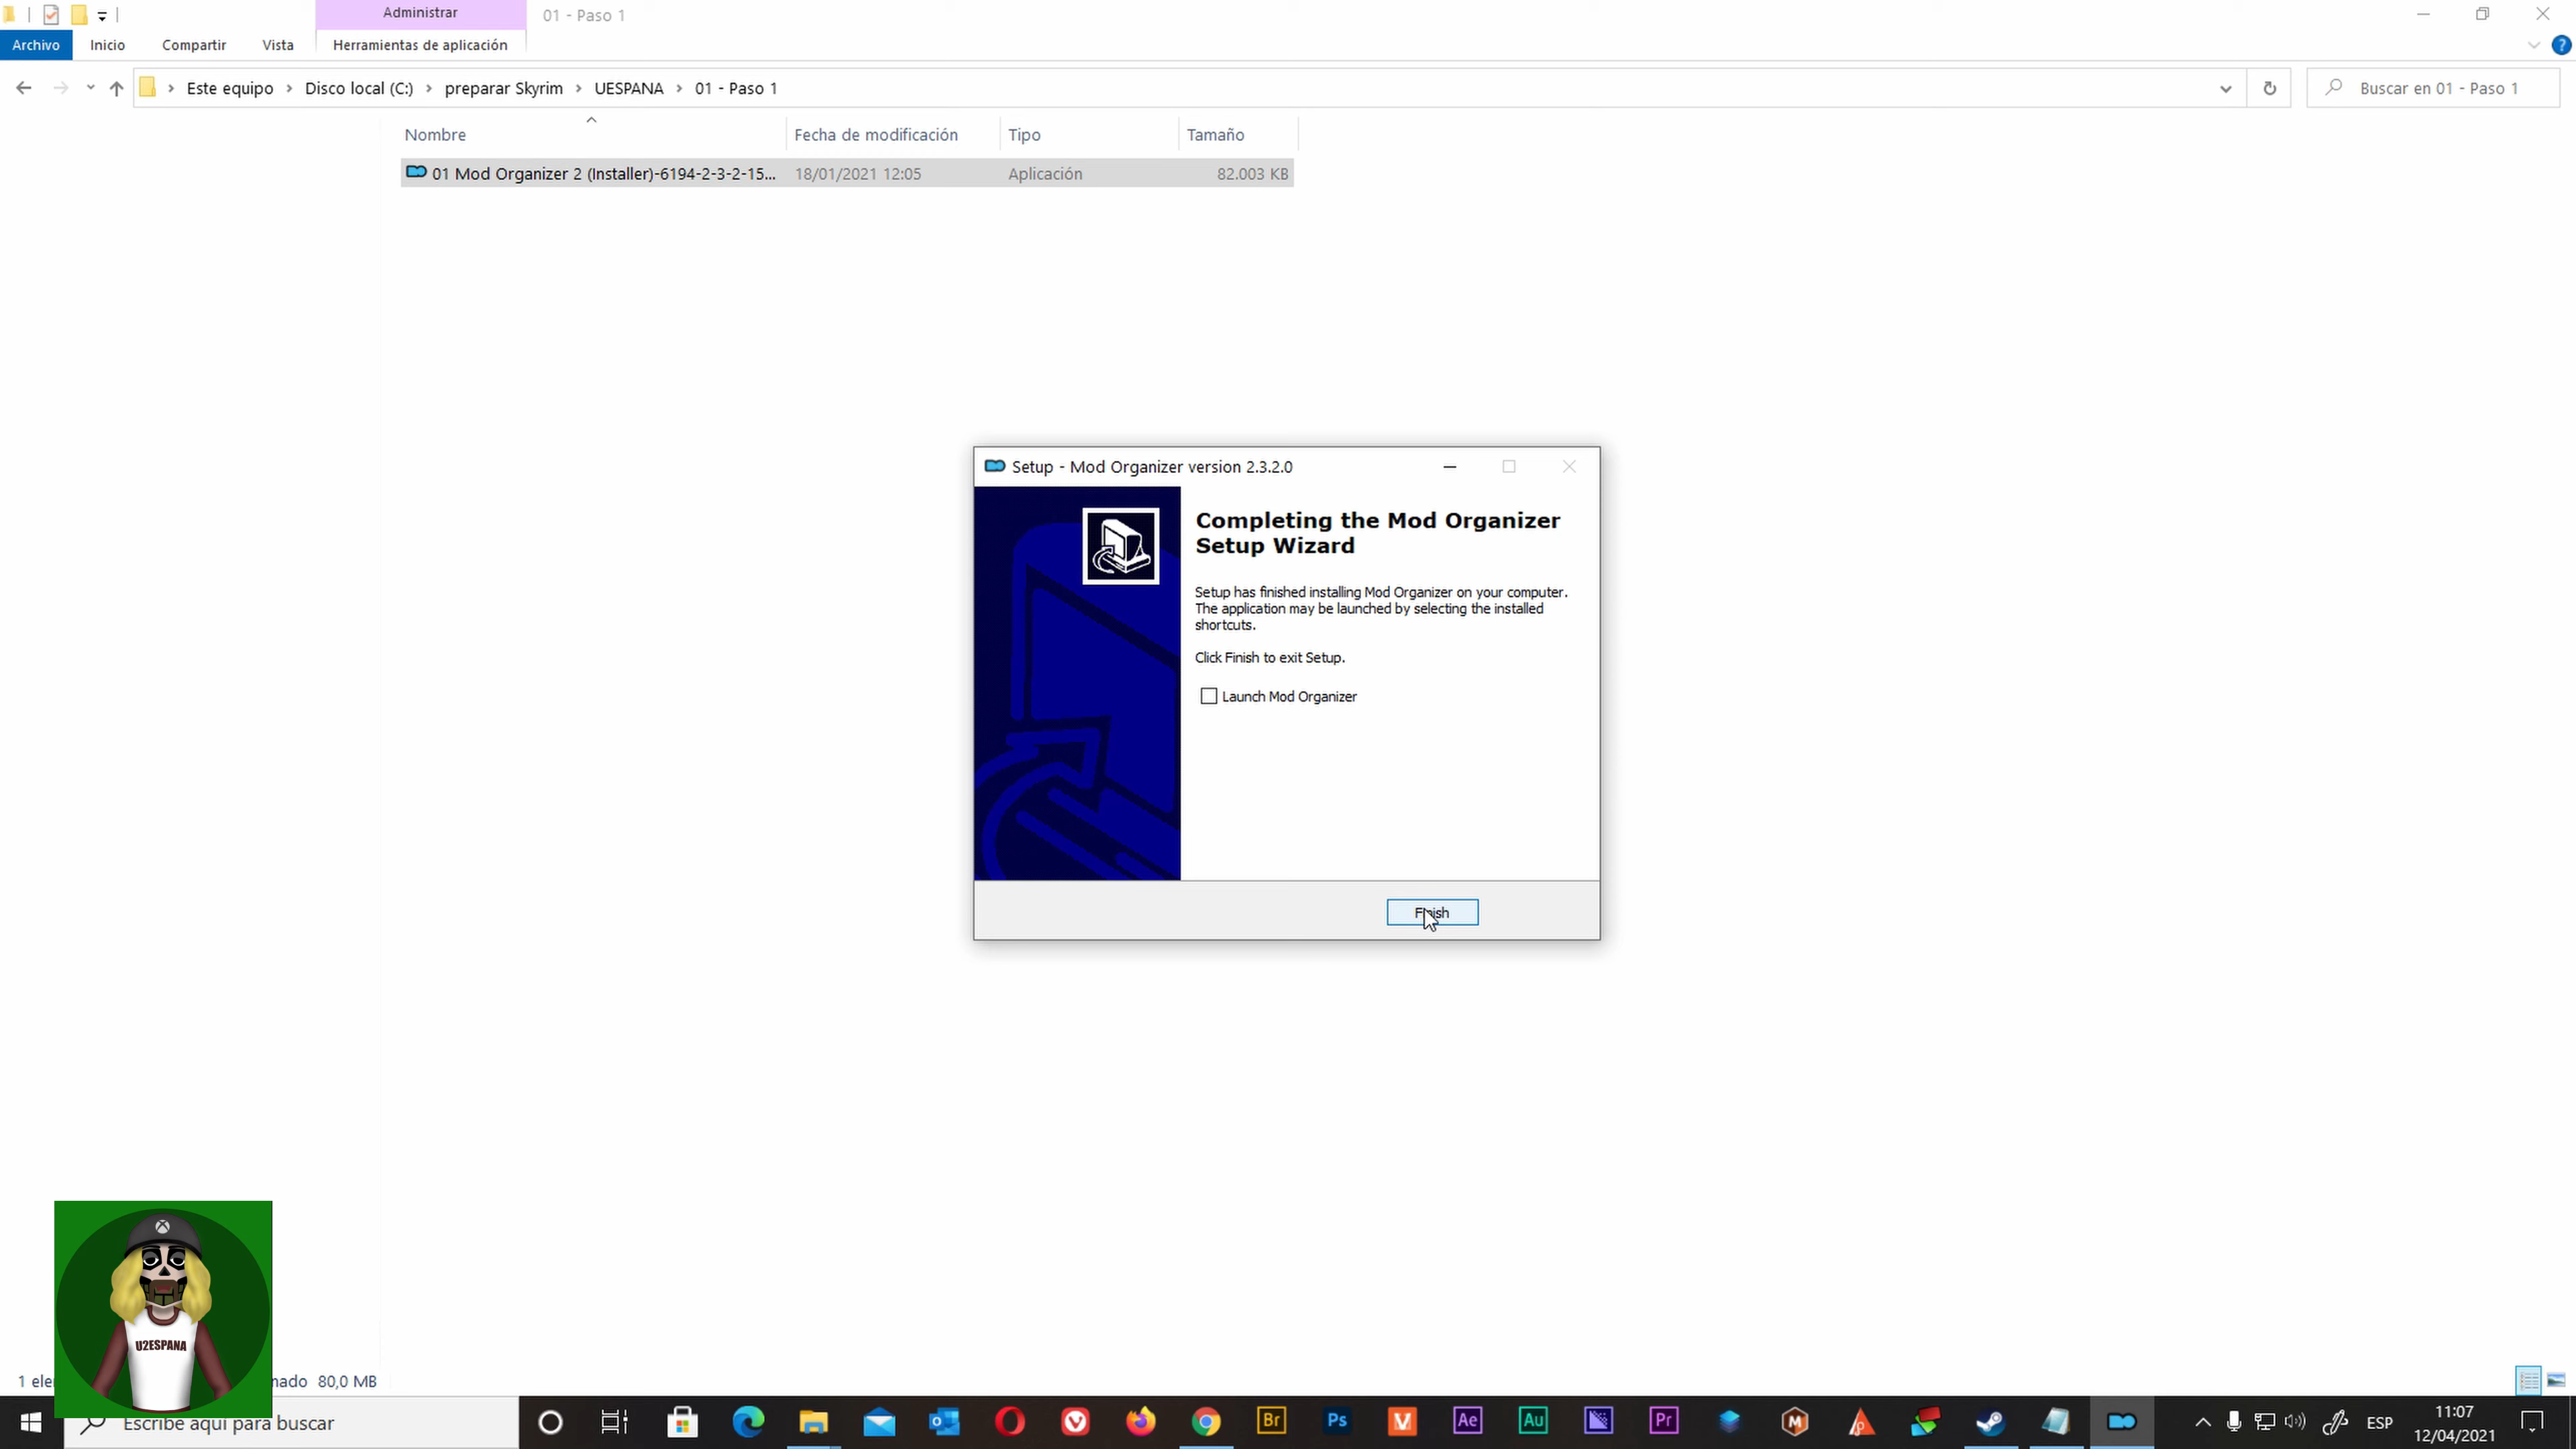 Administrar
01 - Paso 1
Archivo
Inicio
Compartir
Vista
Herramientas de aplicación
Este equipo > Disco local (C:) > preparar Skyrim > UESPANA > 01 - Paso 1
Buscar en 01 - Paso 1
Nombre
Fecha de modificación
Tipo
Tamaño
01 Mod Organizer 2 (Installer)-6194-2-3-2-15...
18/01/2021 12:05
Aplicación
82.003 KB
Setup - Mod Organizer version 2.3.2.0
Completing the Mod Organizer
Setup Wizard
Setup has finished installing Mod Organizer on your computer.
The application may be launched by selecting the installed
shortcuts.
Click Finish to exit Setup.
Launch Mod Organizer
Finish
U2ESPANA
1 80,0 MB
Escribe aquí para buscar
Br
Ps
Ae
Au
Pr
ESP
11:07
12/04/2021